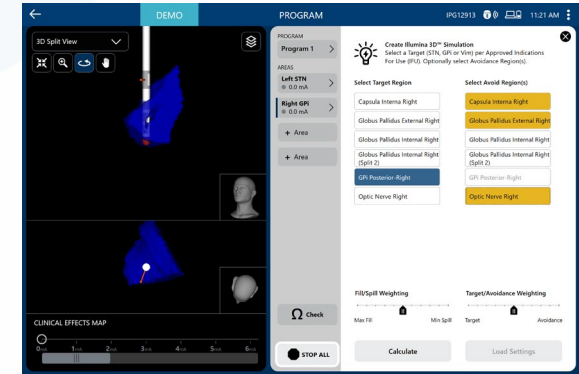 DEMO
PROGRAM
IPG12913
11:21 AM
3D Split View
CLINICAL EFFECTS MAP
0mA 1mA 2mA 3mA 4mA 5mA 6mA
PROGRAM
Program 1
AREAS
Left STN
0.0 mA
Right GPi
0.0 mA
+ Area
+ Area
Ω Check
STOP ALL
Create Illumina 3D™ Simulation
Select a Target (STN, GPi or Vim) per Approved Indications
For Use (IFU). Optionally select Avoidance Region(s).
Select Target Region
Capsula Interna Right
Globus Pallidus External Right
Globus Pallidus Internal Right
Globus Pallidus Internal Right
(Split 2)
GPi Posterior-Right
Optic Nerve Right
Select Avoid Region(s)
Capsula Interna Right
Globus Pallidus External Right
Globus Pallidus Internal Right
Globus Pallidus Internal Right
(Split 2)
GPi Posterior-Right
Optic Nerve Right
Fill/Spill Weighting
Max Fill
Min Spill
Target/Avoidance Weighting
Target
Avoidance
Calculate
Load Settings